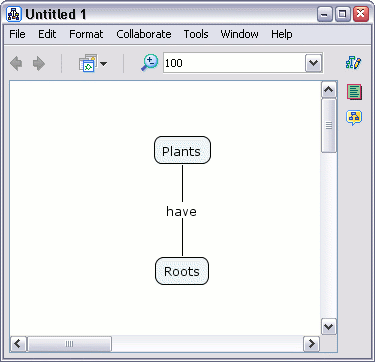 Untitled 1
File Edit Format Collaborate Tools Window Help
100
Plants
have
Roots